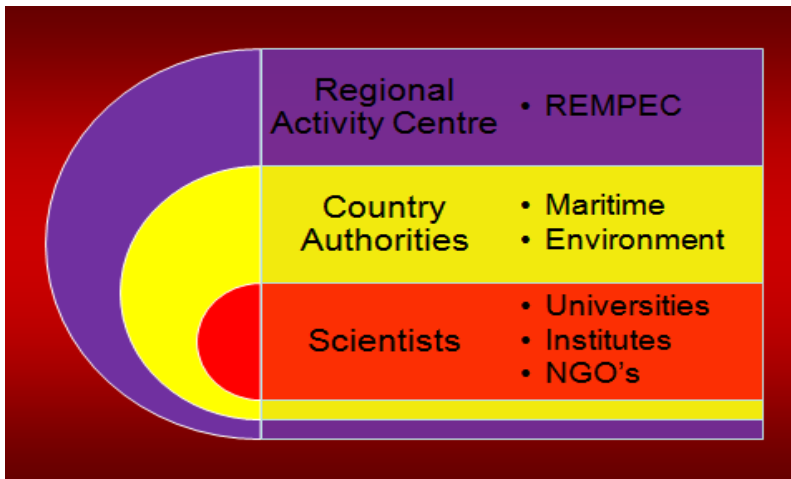 Regional
Activity Centre
• REMPEC
Country
Authorities
• Maritime
• Environment
Scientists
• Universities
• Institutes
• NGO's